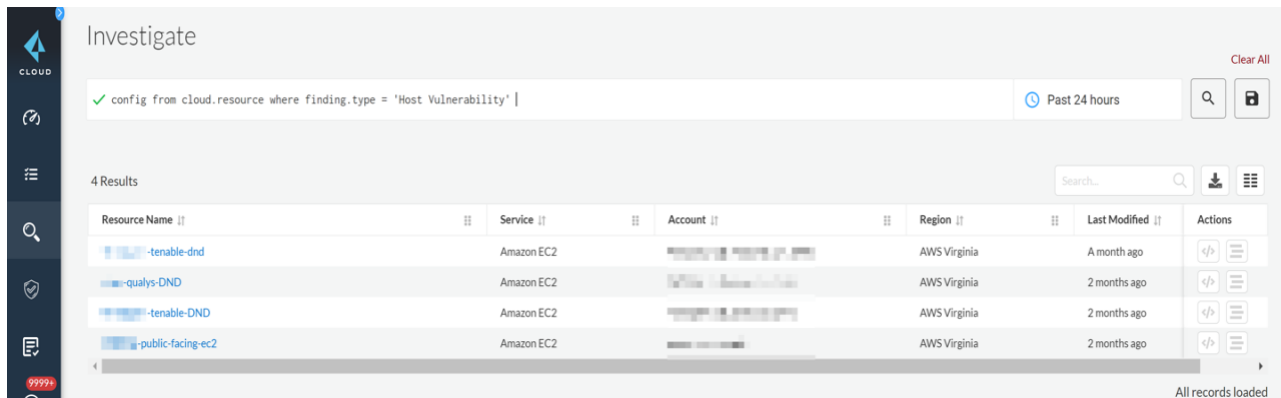 Investigate
CLOUD
Clear All
config from cloud.resource where finding.type = 'Host Vulnerability'
Past 24 hours
4 Results
Search...
Resource Name Service Account Region Last Modified Actions
-tenable-dnd Amazon EC2 AWS Virginia A month ago
-qualys-DND Amazon EC2 AWS Virginia 2 months ago
-tenable-DND Amazon EC2 AWS Virginia 2 months ago
-public-facing-ec2 Amazon EC2 AWS Virginia 2 months ago
9999+
All records loaded